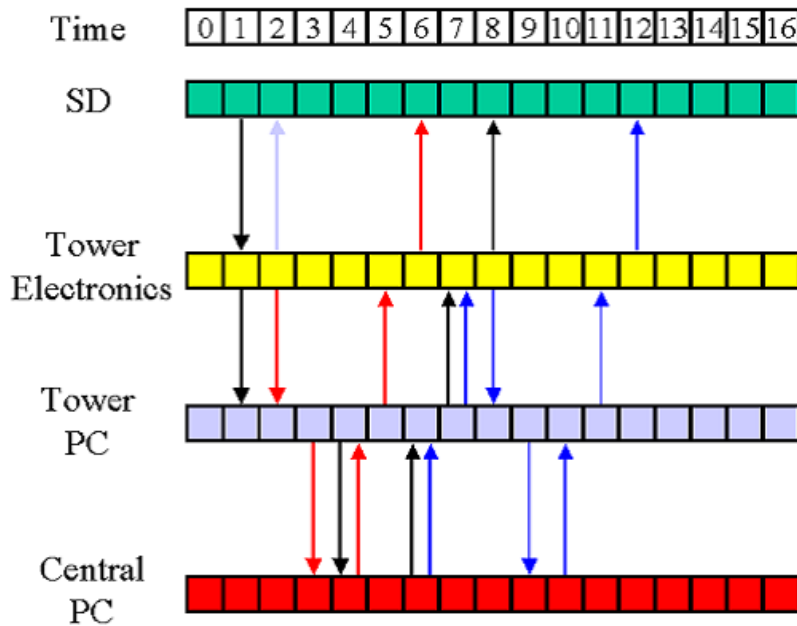 Time 0 1 2 3 4 5 6 7 8 9 10 11 12 13 14 15 16
SD
Tower
Electronics
Tower
PC
Central
PC